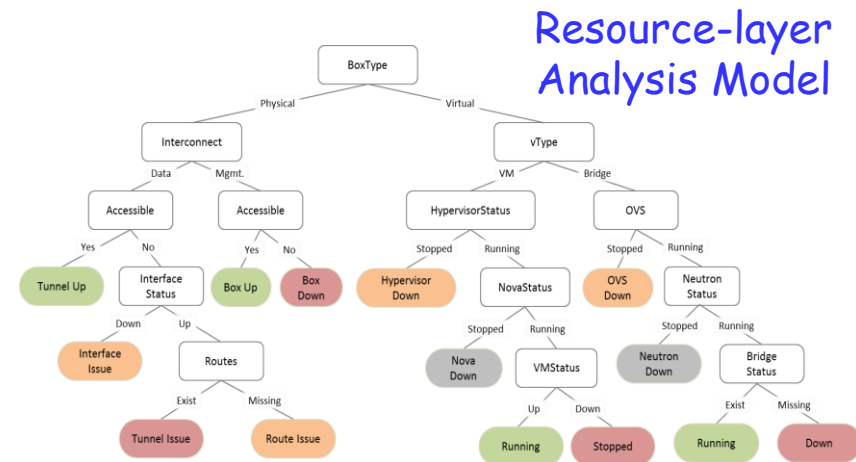 Resource-layer
Analysis Model
BoxType
Physical
Virtual
Interconnect
vType
Data
Mgmt.
VM
Bridge
Accessible
Accessible
HypervisorStatus
OVS
Yes
No
Yes
No
Stopped
Running
Stopped
Running
Tunnel Up
Interface
Status
Box Up
Box
Down
Hypervisor
Down
NovaStatus
OVS
Down
Neutron
Status
Down
Up
Stopped
Running
Stopped
Running
Interface
Issue
Routes
Nova
Down
VMStatus
Neutron
Down
Bridge
Status
Exist
Missing
Up
Down
Exist
Missing
Tunnel Issue
Route Issue
Running
Stopped
Running
Down